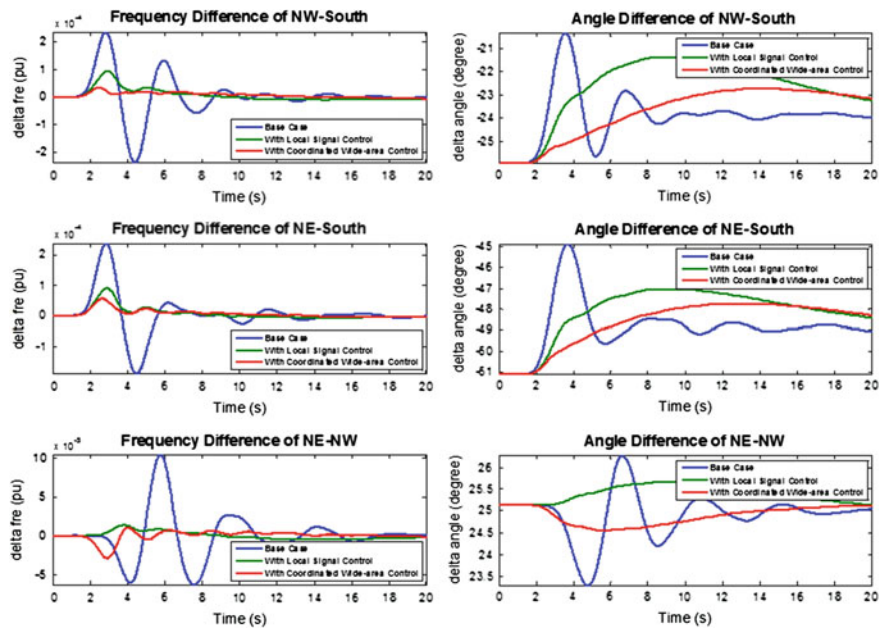 Frequency Difference of NW-South
x 10-4
2
1
0
-1
-2
delta fre (pu)
Base Case
With Local Signal Control
With Coordinated Wide-area Control
0 2 4 6 8 10 12 14 16 18 20
Time (s)
Angle Difference of NW-South
-21
-22
-23
-24
-25
delta angle (degree)
Base Case
With Local Signal Control
With Coordinated Wide-area Control
0 2 4 6 8 10 12 14 16 18 20
Time (s)
Frequency Difference of NE-South
x 10-4
2
1
0
-1
delta fre (pu)
Base Case
With Local Signal Control
With Coordinated Wide-area Control
0 2 4 6 8 10 12 14 16 18 20
Time (s)
Angle Difference of NE-South
-45
-46
-47
-48
-49
-50
-51
delta angle (degree)
Base Case
With Local Signal Control
With Coordinated Wide-area Control
0 2 4 6 8 10 12 14 16 18 20
Time (s)
Frequency Difference of NE-NW
x 10-5
10
5
0
-5
delta fre (pu)
Base Case
With Local Signal Control
With Coordinated Wide-area Control
0 2 4 6 8 10 12 14 16 18 20
Time (s)
Angle Difference of NE-NW
26
25.5
25
24.5
24
23.5
delta angle (degree)
Base Case
With Local Signal Control
With Coordinated Wide-area Control
0 2 4 6 8 10 12 14 16 18 20
Time (s)